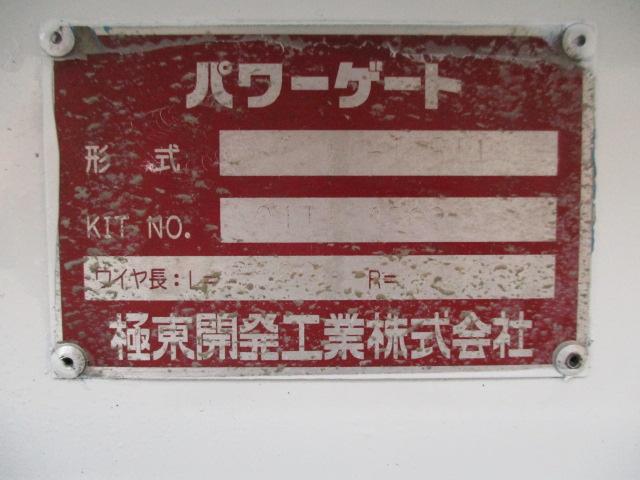 パワーゲート
形 式
KIT NO.
ワイヤ長:L= R=
極東開発工業株式会社